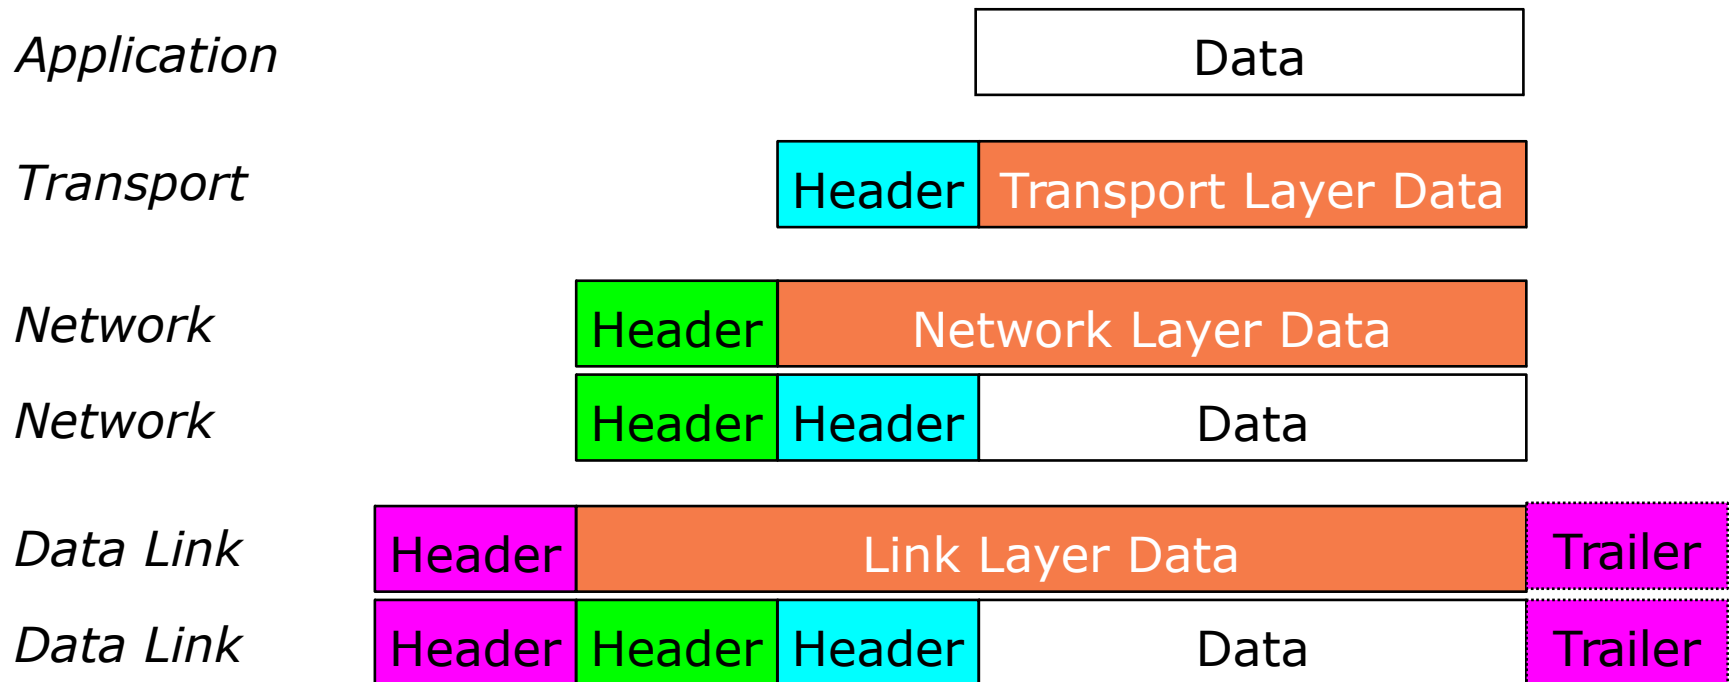 Application Data
Transport Header Transport Layer Data
Network Header Network Layer Data
Network Header Header Data
Data Link Header Link Layer Data Trailer
Data Link Header Header Header Data Trailer